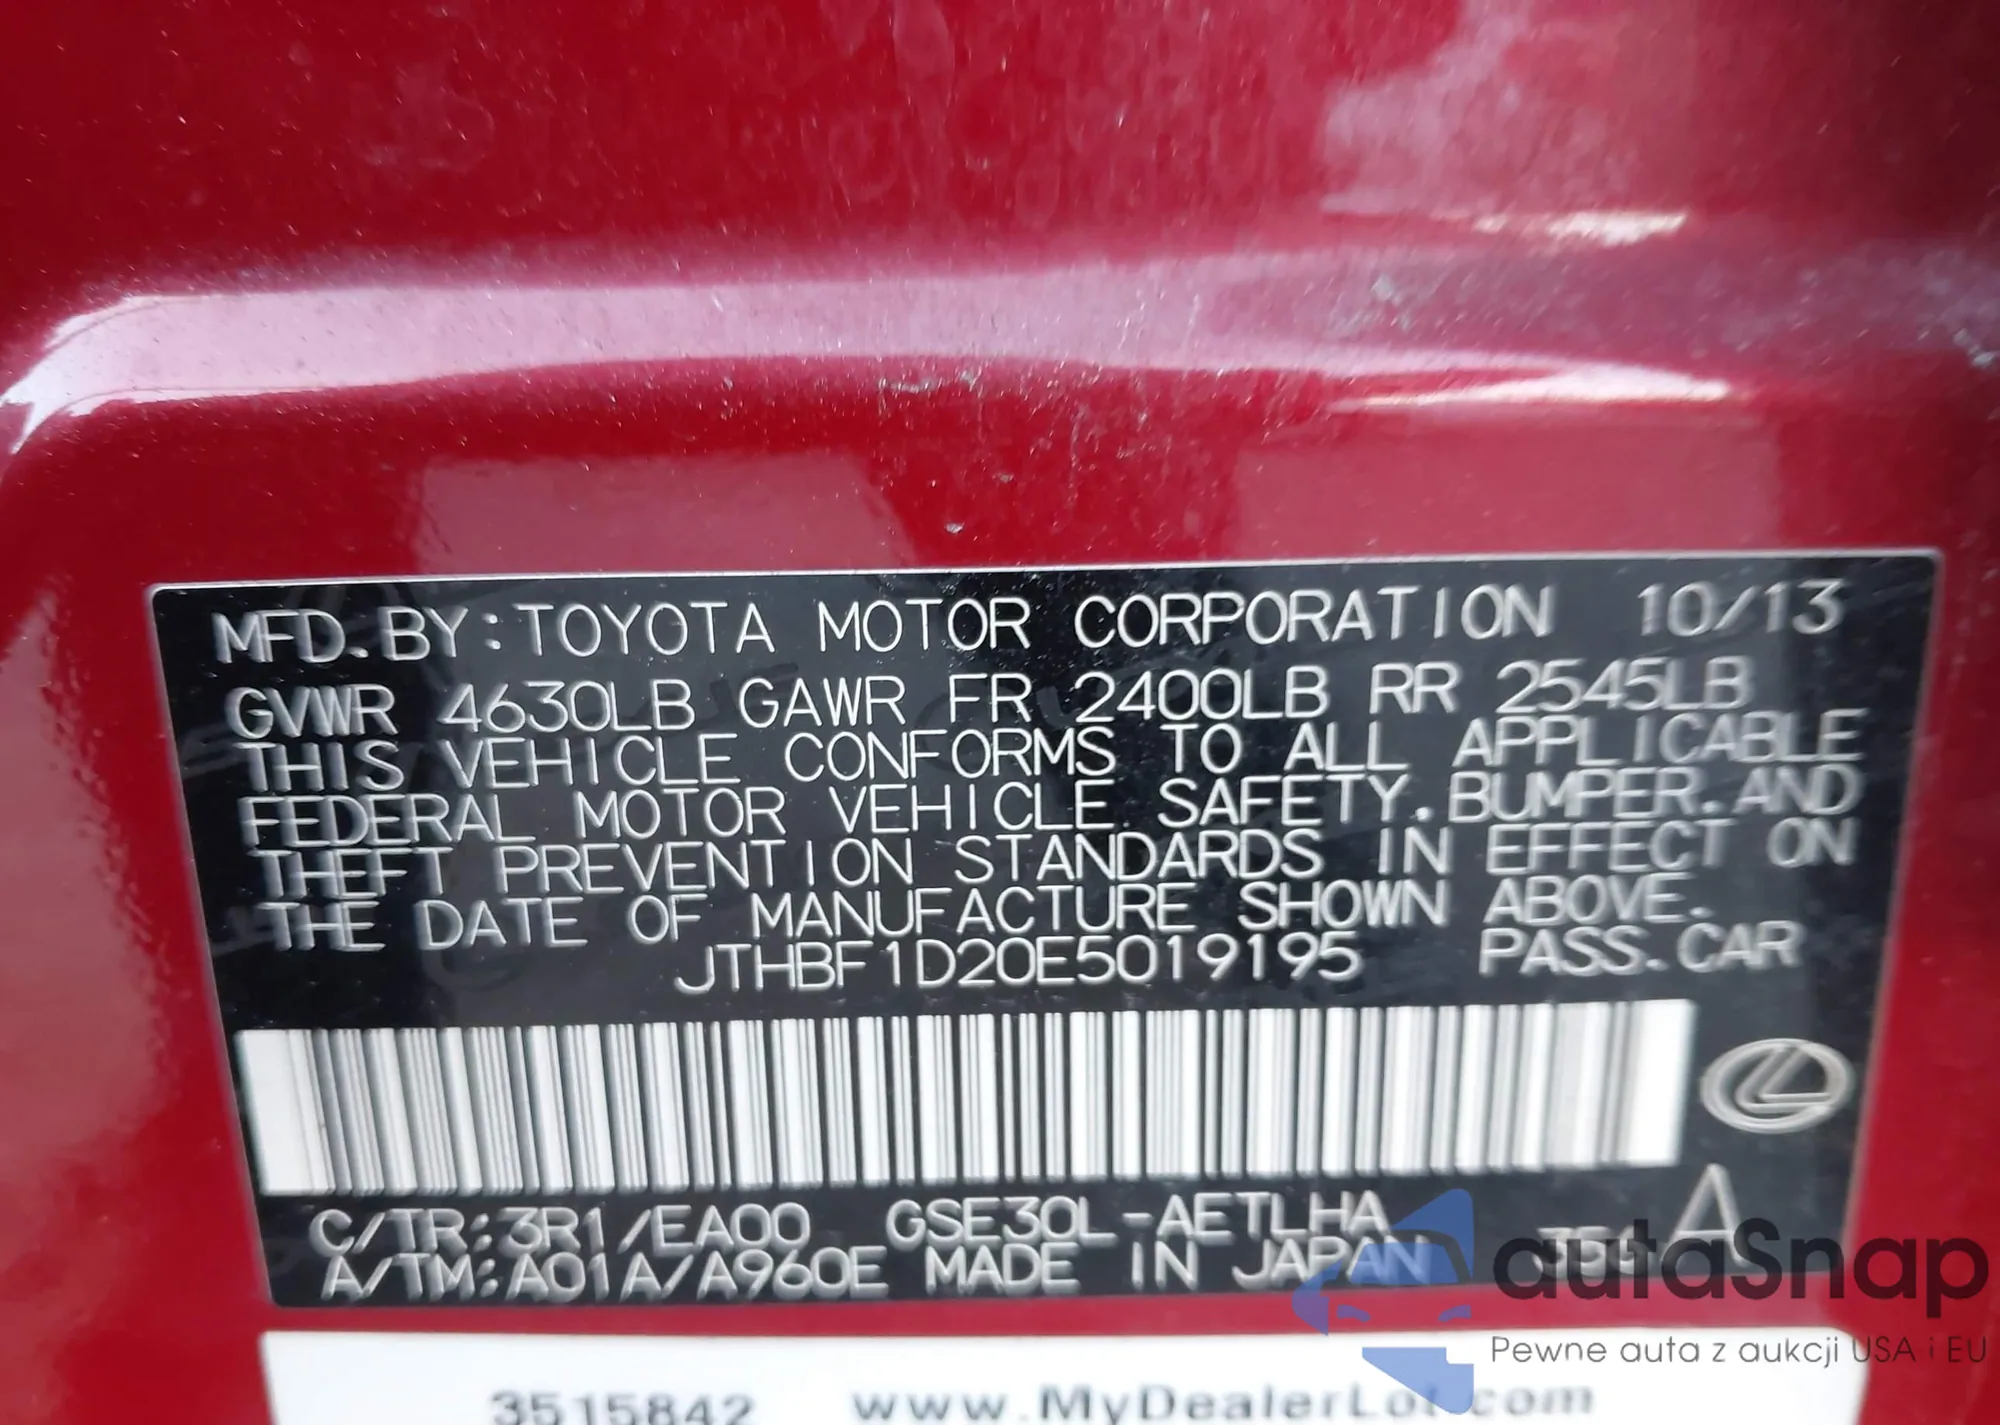 MFD.BY:TOYOTA MOTOR CORPORATION 10/13
GVWR 4630LB GAWR FR 2400LB RR 2545LB
THIS VEHICLE CONFORMS TO ALL APPLICABLE
FEDERAL MOTOR VEHICLE SAFETY.BUMPER.AND
THEFT PREVENTION STANDARDS IN EFFECT ON
THE DATE OF MANUFACTURE SHOWN ABOVE.
JTHBF1D20E5019195 PASS.CAR
C/TR:3R1/EA00 GSE30L-AETLHA A
A/TM:A01A/A960E MADE IN JAPAN
autaSnap
Pewne auta z aukcji USA i EU
3515842 www.MyDealerLot.com